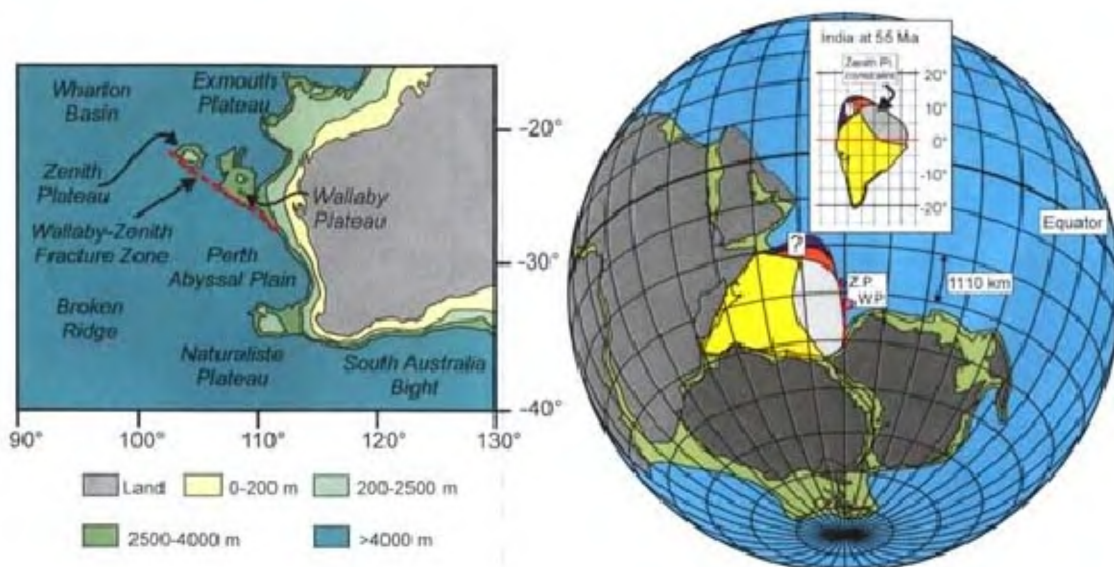 Wharton
Basin
Exmouth
Plateau
Zenith
Plateau
Wallaby
Plateau
Wallaby-Zenith
Fracture Zone
Perth
Abyssal Plain
Broken
Ridge
Naturaliste
Plateau
South Australia
Bight
-20°
-30°
-40°
90°
100°
110°
120°
130°
Land
0-200 m
200-2500 m
2500-4000 m
>4000 m
India at 55 Ma
Zenith Pl.
constraint
20°
10°
0°
-10°
-20°
Equator
?
Z.P.
W.P.
1110 km